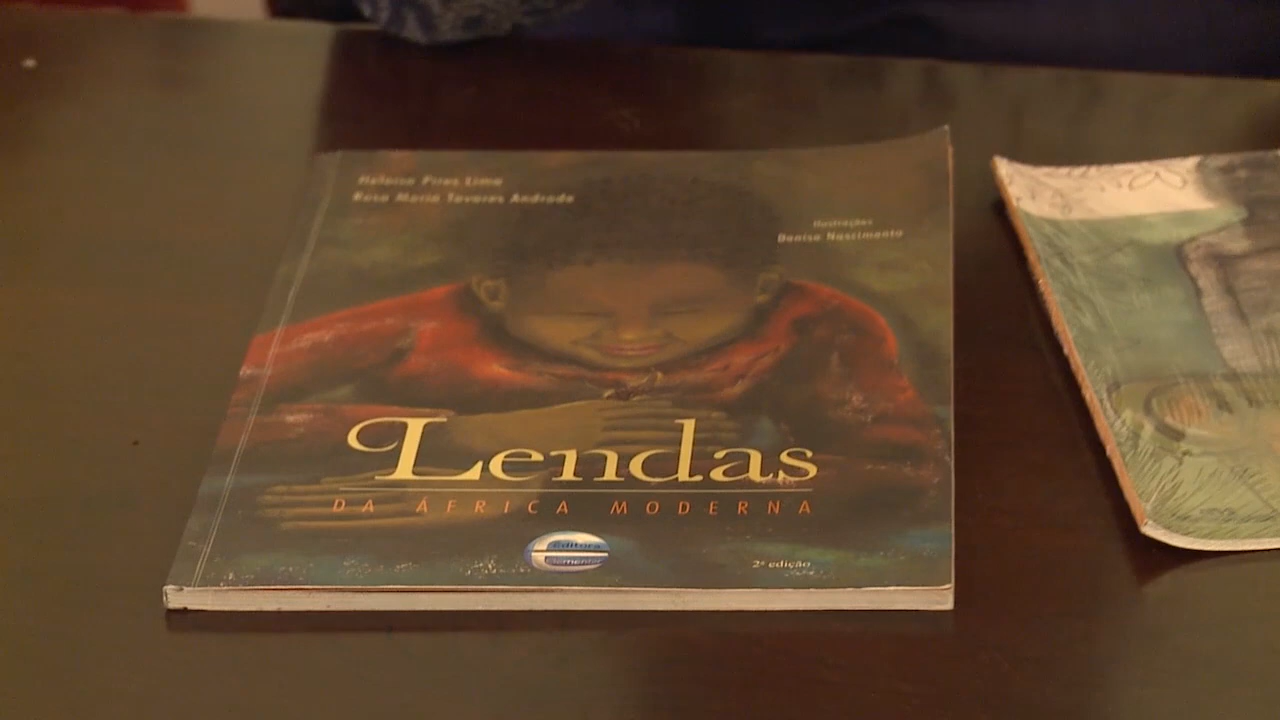 Heloisa Pires Lima
Rosa Maria Tavares Andrade
Ilustrações
Denise Nascimento
Lendas
DA ÁFRICA MODERNA
Editora
Elementar
2ª edição